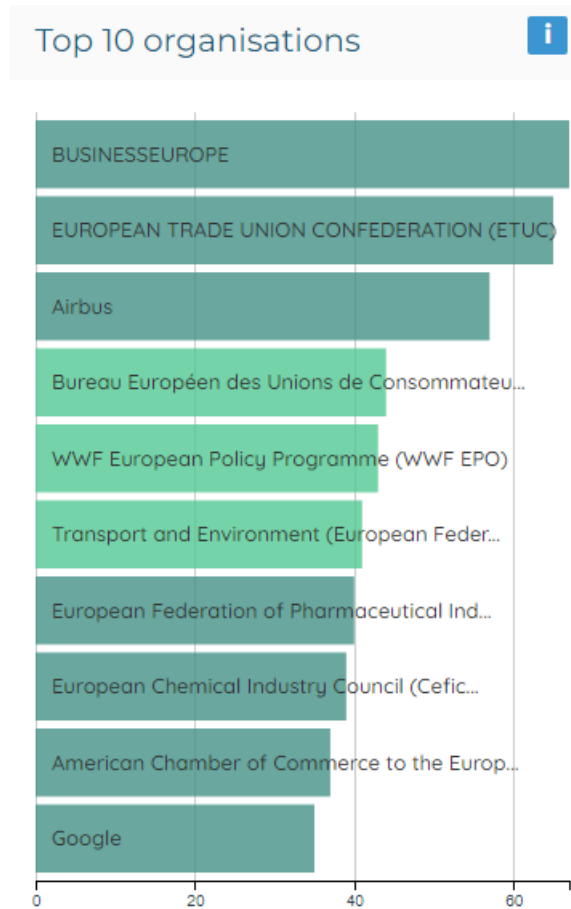 Top 10 organisations
i
BUSINESSEUROPE
EUROPEAN TRADE UNION CONFEDERATION (ETUC)
Airbus
Bureau Européen des Unions de Consommateu...
WWF European Policy Programme (WWF EPO)
Transport and Environment (European Feder...
European Federation of Pharmaceutical Ind...
European Chemical Industry Council (Cefic...
American Chamber of Commerce to the Europ...
Google
0 20 40 60